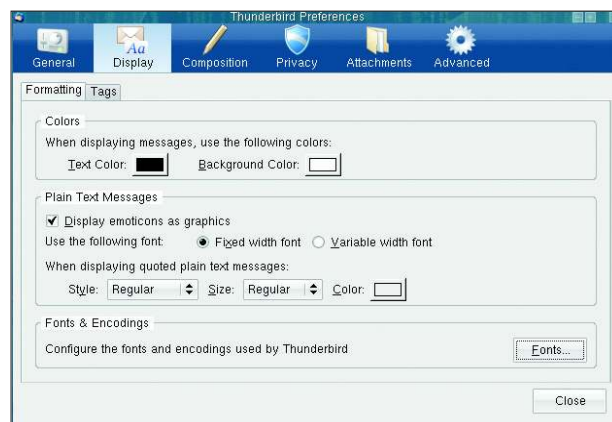 Thunderbird Preferences
General Display Composition Privacy Attachments Advanced
Formatting Tags
Colors
When displaying messages, use the following colors:
Text Color: Background Color:
Plain Text Messages
Display emoticons as graphics
Use the following font: Fixed width font Variable width font
When displaying quoted plain text messages:
Style: Regular Size: Regular Color:
Fonts & Encodings
Configure the fonts and encodings used by Thunderbird Fonts...
Close